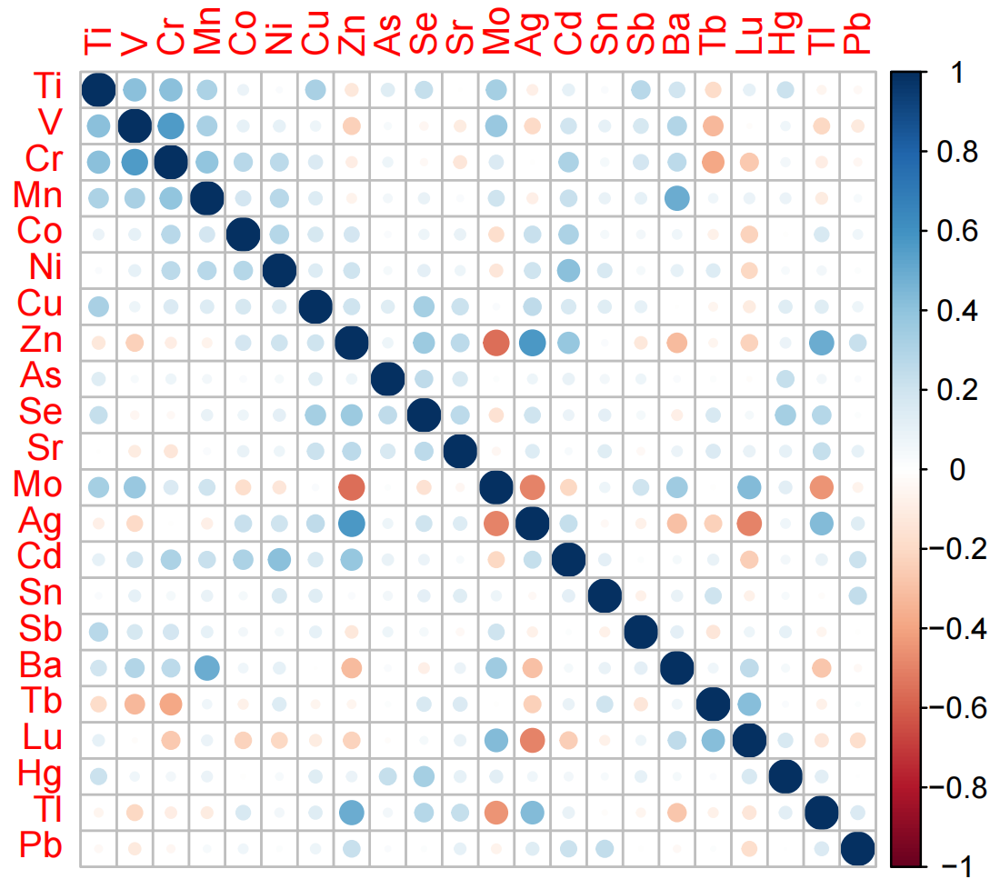 Ti V Cr Mn Co Ni Cu Zn As Se Sr Mo Ag Cd Sn Sb Ba Tb Lu Hg Tl Pb
Ti
V
Cr
Mn
Co
Ni
Cu
Zn
As
Se
Sr
Mo
Ag
Cd
Sn
Sb
Ba
Tb
Lu
Hg
Tl
Pb
1
0.8
0.6
0.4
0.2
0
−0.2
−0.4
−0.6
−0.8
−1